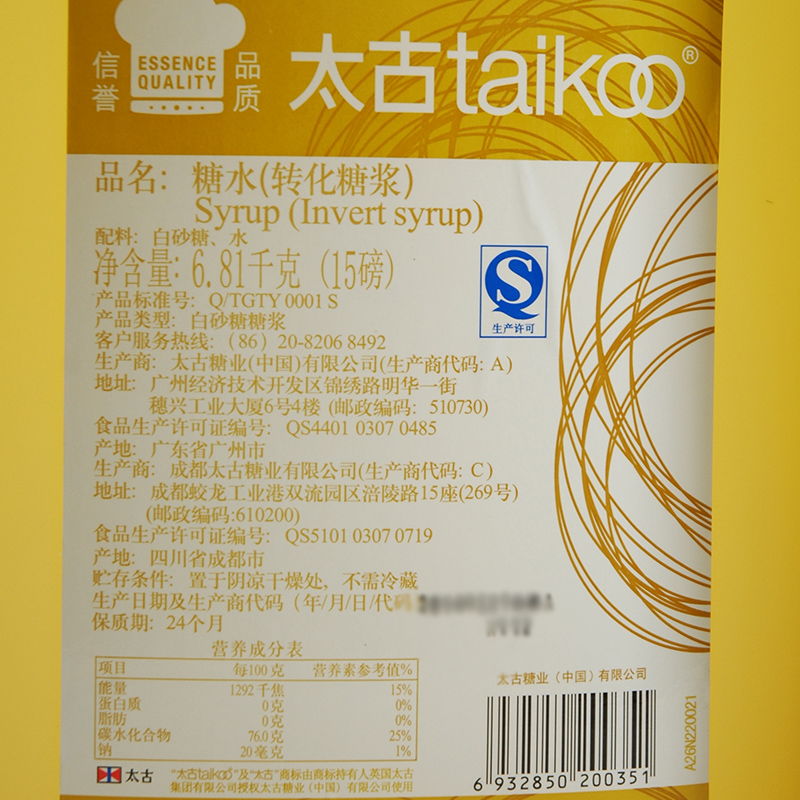 信誉
ESSENCE
QUALITY
品质
太古taikoo®
品名: 糖水(转化糖浆)
Syrup (Invert syrup)
配料: 白砂糖、水
净含量: 6.81千克 (15磅)
产品标准号: Q/TGTY 0001 S
产品类型: 白砂糖糖浆
客户服务热线: (86) 20-8206 8492
生产商: 太古糖业(中国)有限公司(生产商代码: A)
地址: 广州经济技术开发区锦绣路明华一街
穗兴工业大厦6号4楼 (邮政编码: 510730)
食品生产许可证编号: QS4401 0307 0485
产地: 广东省广州市
生产商: 成都太古糖业有限公司(生产商代码: C)
地址: 成都蛟龙工业港双流园区涪陵路15座(269号)
(邮政编码:610200)
食品生产许可证编号: QS5101 0307 0719
产地: 四川省成都市
贮存条件: 置于阴凉干燥处, 不需冷藏
生产日期及生产商代码 (年/月/日/代码
保质期: 24个月
生产许可
营养成分表
项目 每100克 营养素参考值%
能量 1292千焦 15%
蛋白质 0克 0%
脂肪 0克 0%
碳水化合物 76.0克 25%
钠 20毫克 1%
太古
"太古taikoo"及"太古"商标由商标持有人英国太古
集团有限公司授权太古糖业(中国)有限公司使用
太古糖业(中国)有限公司
6 932850 200351
A26N220021